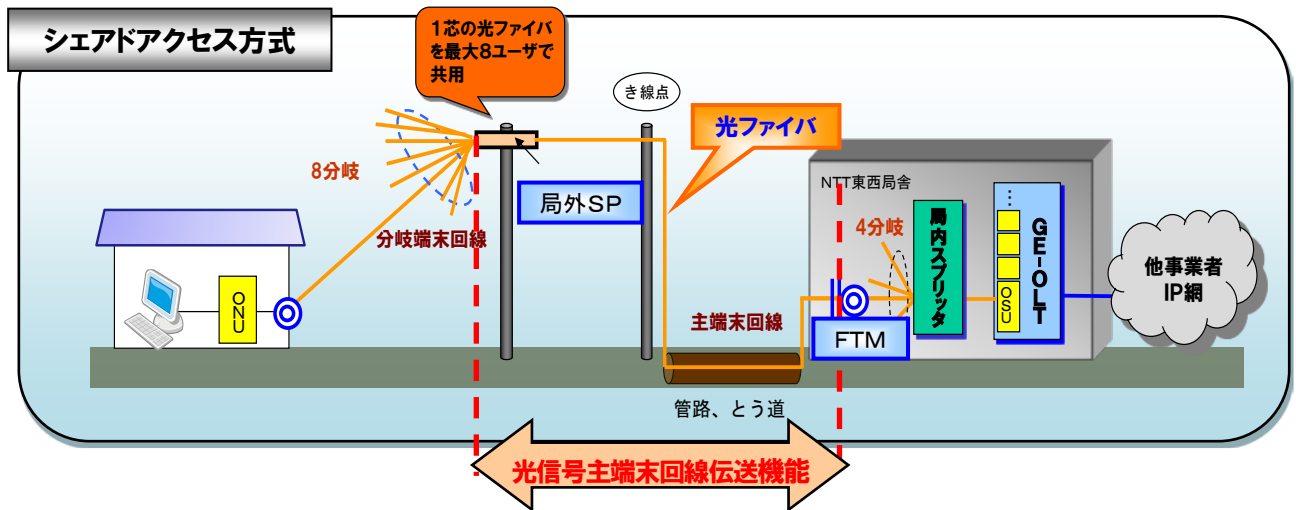 シェアドアクセス方式
1芯の光ファイバ
を最大8ユーザで
共用
き線点
光ファイバ
8分岐
局外SP
NTT東西局舎
4分岐
局内スプリッタ
GE-OLT
…
OSU
他事業者
IP網
分岐端末回線
ONU
主端末回線
FTM
管路、とう道
光信号主端末回線伝送機能